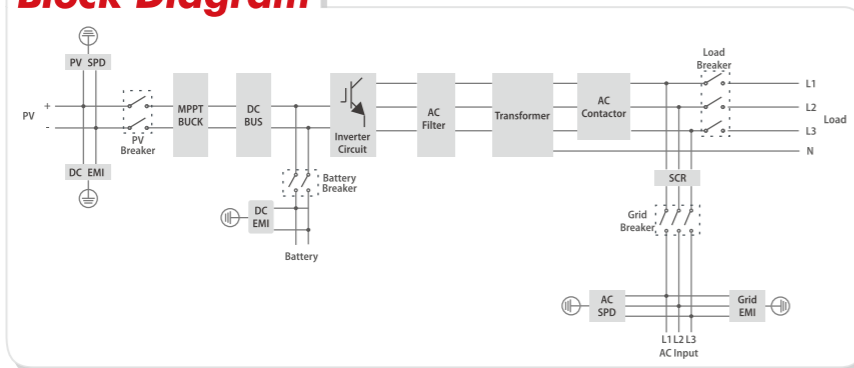 Block Diagram
PV SPD
PV
+
-
PV
Breaker
DC EMI
MPPT
BUCK
DC
BUS
Inverter
Circuit
Battery
Breaker
DC
EMI
Battery
AC
Filter
Transformer
AC
Contactor
Load
Breaker
L1
L2
L3
N
Load
SCR
Grid
Breaker
AC
SPD
Grid
EMI
L1 L2 L3
AC Input